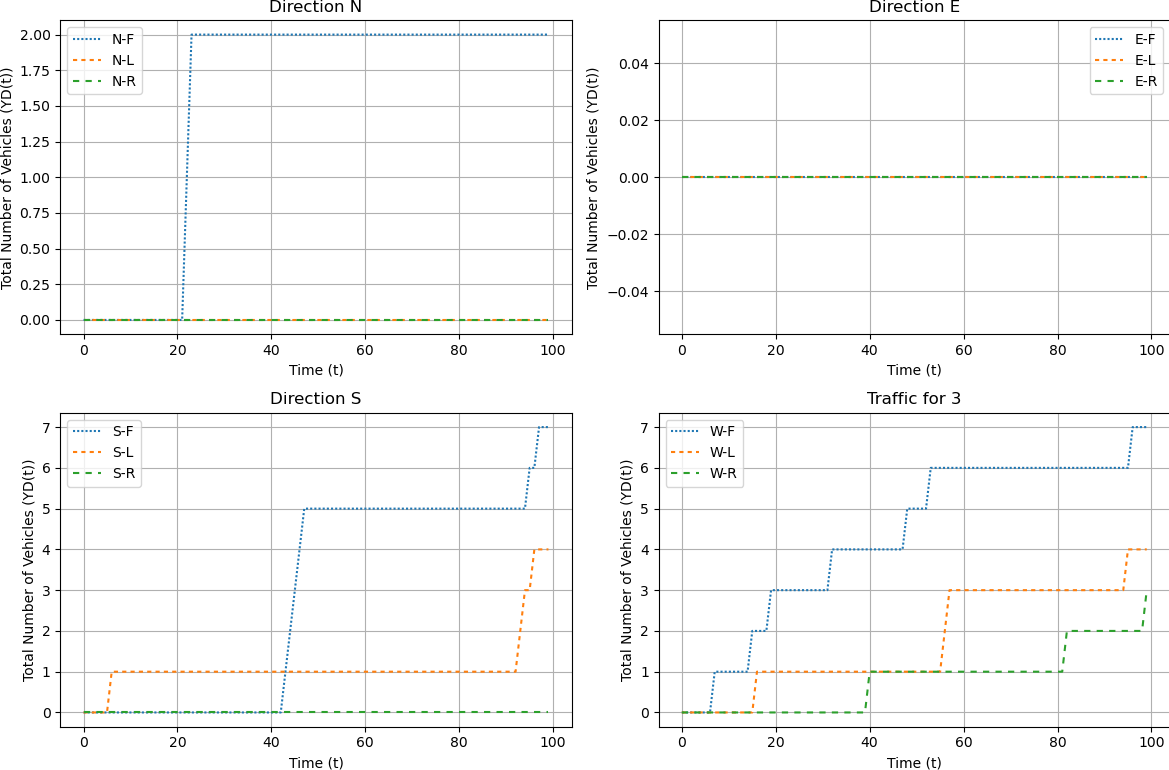 Direction N
Total Number of Vehicles (YD(t))
2.00
1.75
1.50
1.25
1.00
0.75
0.50
0.25
0.00
N-F
N-L
N-R
0 20 40 60 80 100
Time (t)
Direction E
Total Number of Vehicles (YD(t))
0.04
0.02
0.00
−0.02
−0.04
E-F
E-L
E-R
0 20 40 60 80 100
Time (t)
Direction S
Total Number of Vehicles (YD(t))
7
6
5
4
3
2
1
0
S-F
S-L
S-R
0 20 40 60 80 100
Time (t)
Traffic for 3
Total Number of Vehicles (YD(t))
7
6
5
4
3
2
1
0
W-F
W-L
W-R
0 20 40 60 80 100
Time (t)